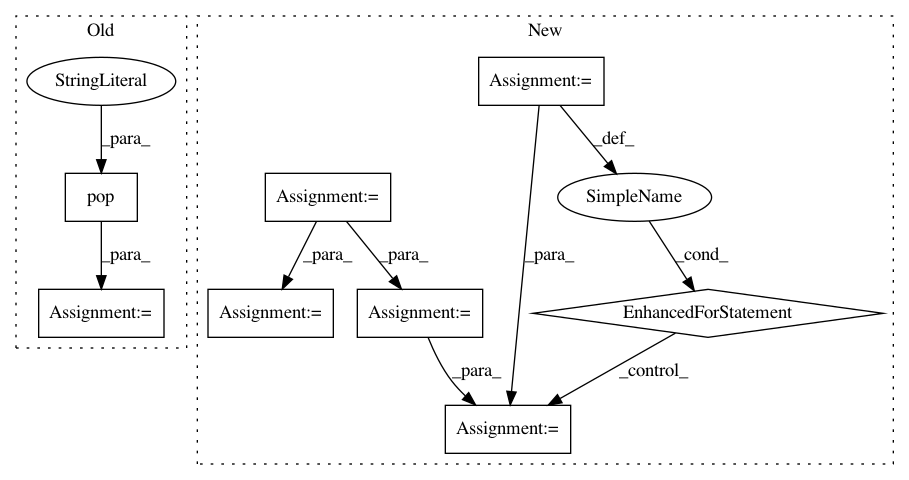 Old
New
StringLiteral
Assignment:=
_para_
_def_
pop
Assignment:=
SimpleName
_para_
_para_
_para_
_para_
_cond_
Assignment:=
Assignment:=
Assignment:=
EnhancedForStatement
_para_
_control_
Assignment:=